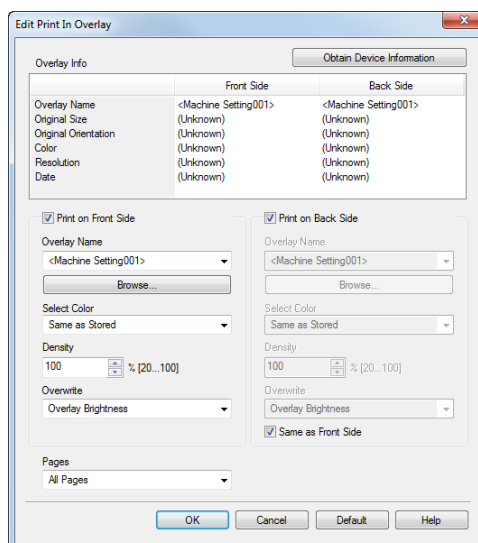 Edit Print In Overlay
Overlay Info
Obtain Device Information
Front Side Back Side
Overlay Name <Machine Setting001> <Machine Setting001>
Original Size (Unknown) (Unknown)
Original Orientation (Unknown) (Unknown)
Color (Unknown) (Unknown)
Resolution (Unknown) (Unknown)
Date (Unknown) (Unknown)
Print on Front Side
Overlay Name
<Machine Setting001>
Browse...
Select Color
Same as Stored
Density
100 % [20...100]
Overwrite
Overlay Brightness
Print on Back Side
Overlay Name
<Machine Setting001>
Browse...
Select Color
Same as Stored
Density
100 % [20...100]
Overwrite
Overlay Brightness
Same as Front Side
Pages
All Pages
OK Cancel Default Help